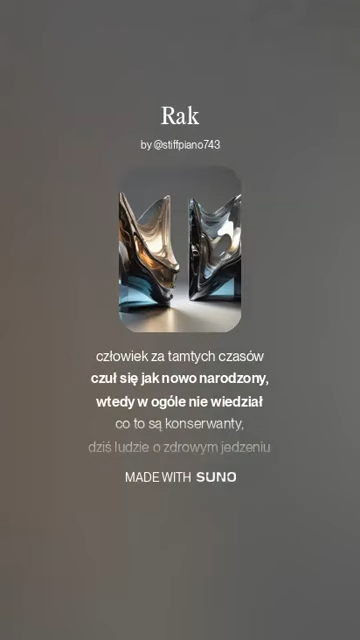 Rak
by @stiffpiano743
człowiek za tamtych czasów
czuł się jak nowo narodzony,
wtedy w ogóle nie wiedział
co to są konserwanty,
dziś ludzie o zdrowym jedzeniu
MADE WITH SUNO